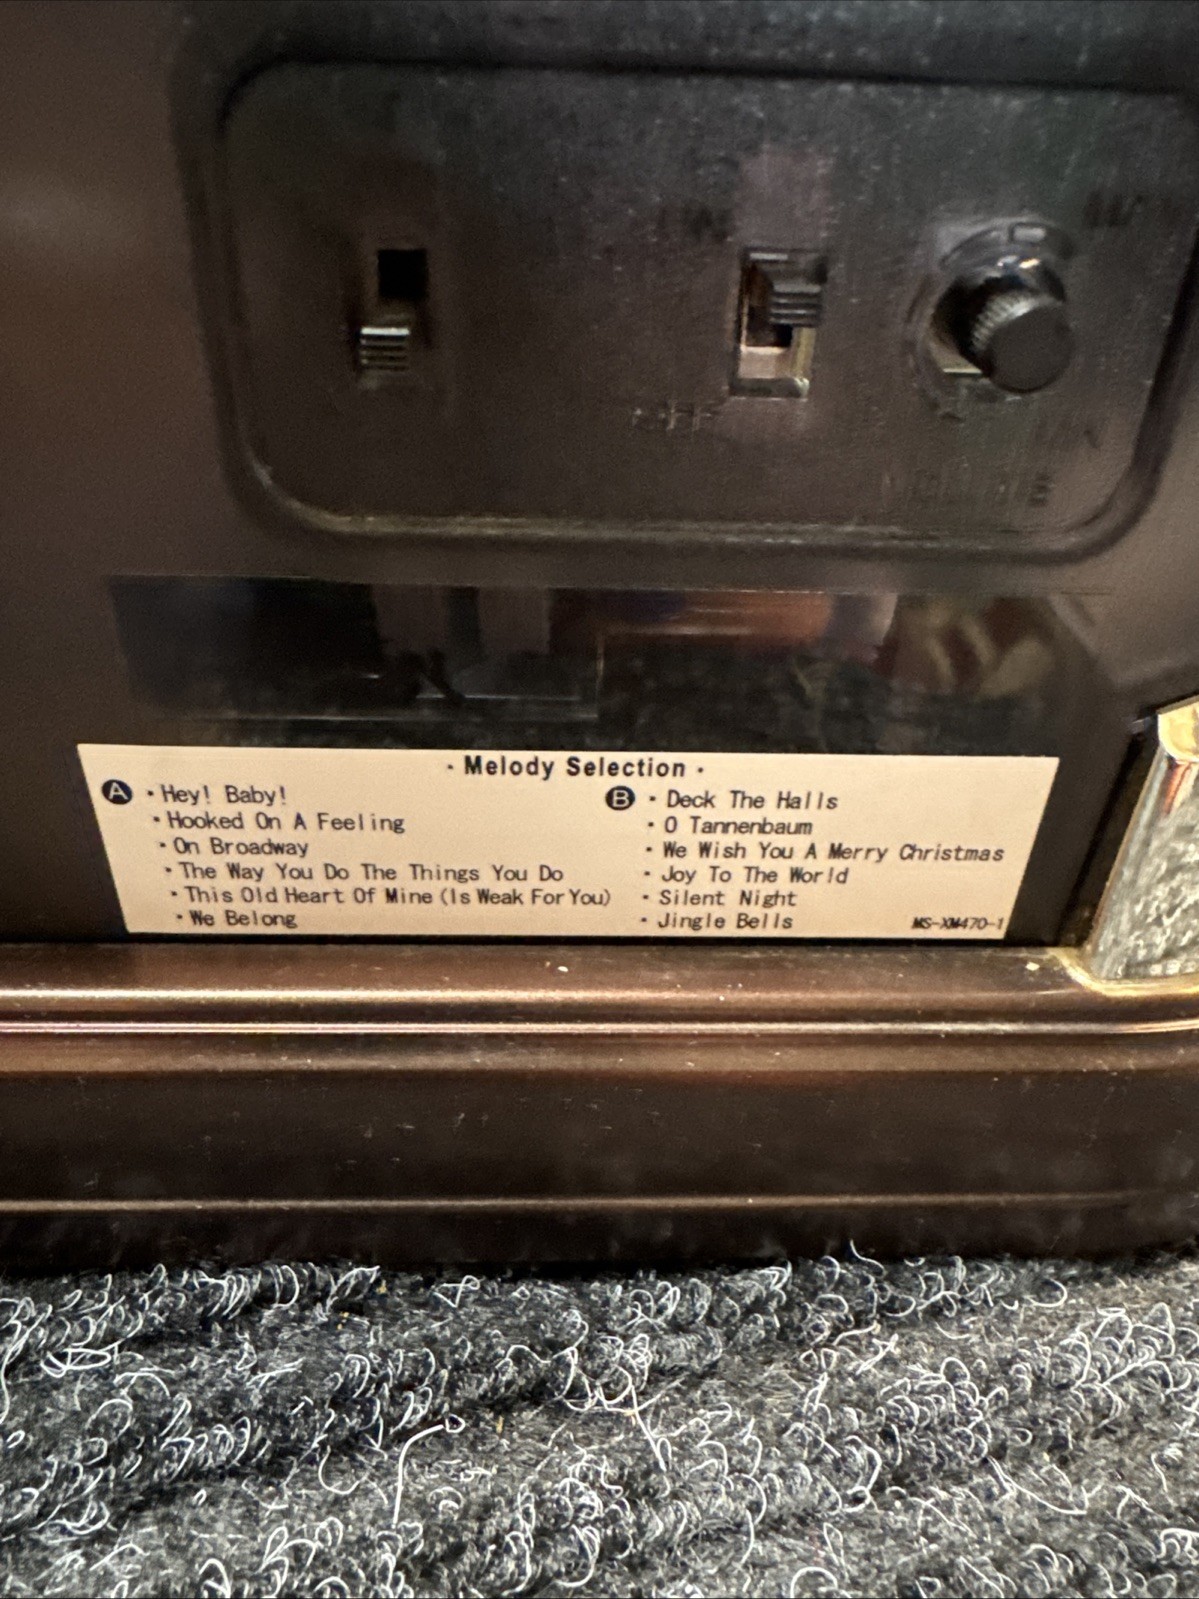 OFF
· Melody Selection ·
A · Hey! Baby!
· Hooked On A Feeling
· On Broadway
· The Way You Do The Things You Do
· This Old Heart Of Mine (Is Weak For You)
· We Belong
B · Deck The Halls
· O Tannenbaum
· We Wish You A Merry Christmas
· Joy To The World
· Silent Night
· Jingle Bells
MS-XM470-1